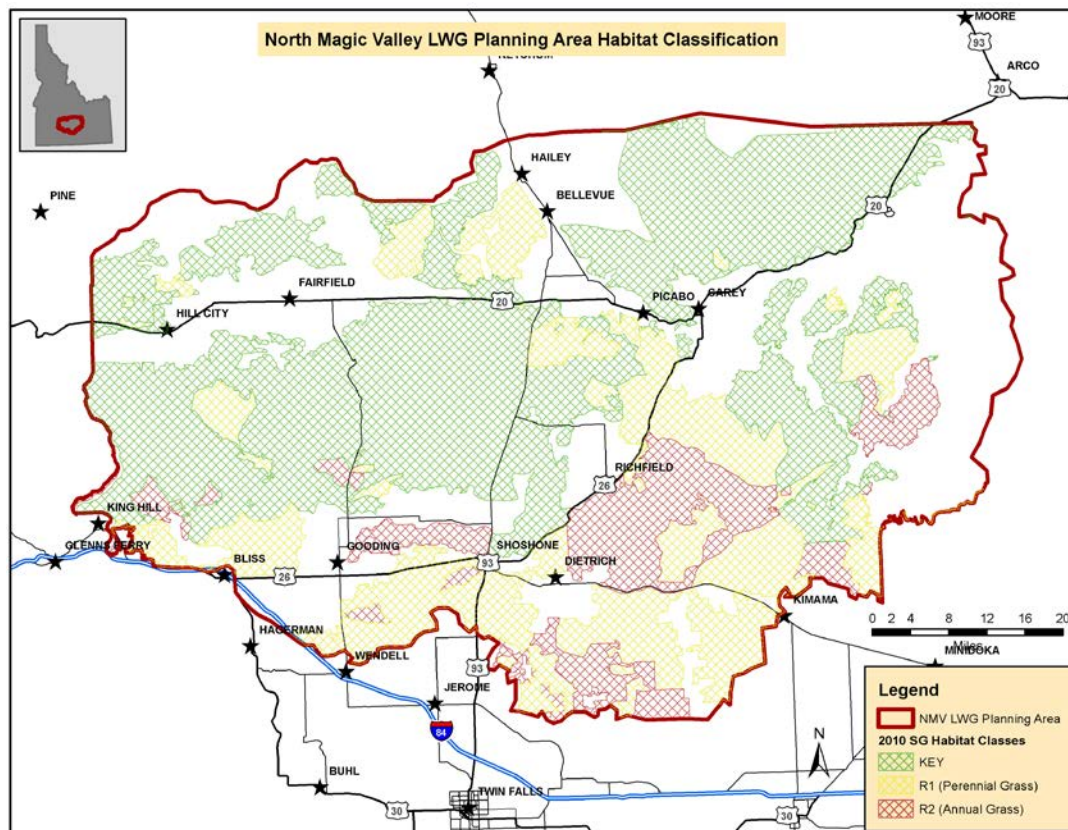 North Magic Valley LWG Planning Area Habitat Classification
MOORE
93
ARCO
20
KETCHUM
HAILEY
PINE
BELLEVUE
20
FAIRFIELD
20
PICABO
CAREY
HILL CITY
RICHFIELD
26
KING HILL
GLENNS FERRY
BLISS
26
GOODING
SHOSHONE
93
DIETRICH
KIMAMA
0 2 4 8 12 16 20
Miles
HAGERMAN
WENDELL
93
MINIDOKA
JEROME
84
BUHL
TWIN FALLS
30
30
N
Legend
NMV LWG Planning Area
2010 SG Habitat Classes
KEY
R1 (Perennial Grass)
R2 (Annual Grass)